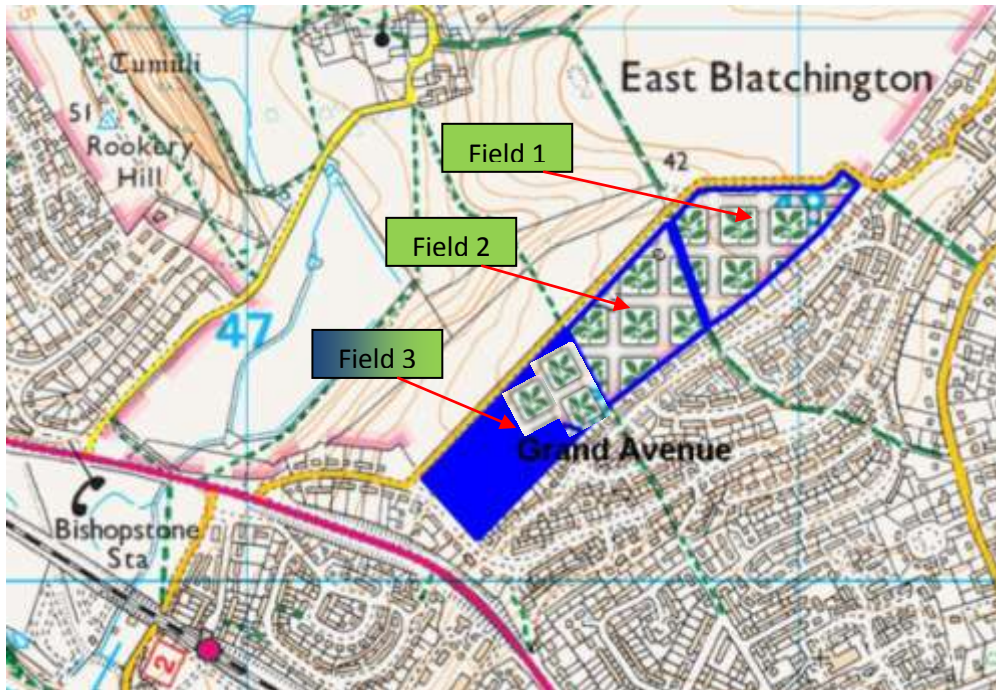 Tumuli
51
Rookery
Hill
East Blatchington
Field 1
42
Field 2
47
Field 3
Grand Avenue
Bishopstone
Sta
2